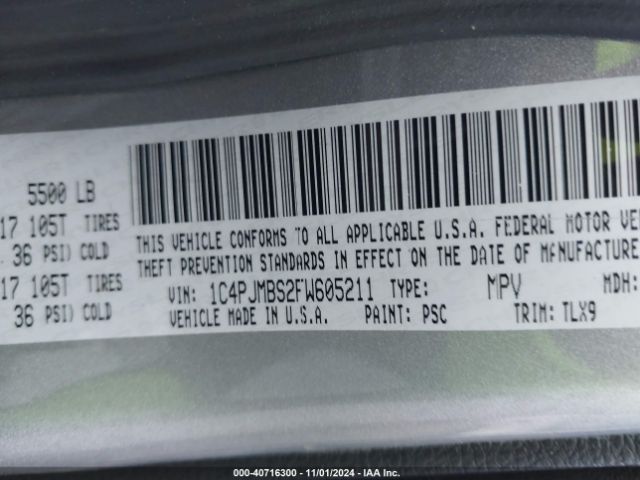 5500 LB
17 105T TIRES
36 PSI) COLD
17 105T TIRES
36 PSI) COLD
THIS VEHICLE CONFORMS TO ALL APPLICABLE U.S.A. FEDERAL MOTOR VE
THEFT PREVENTION STANDARDS IN EFFECT ON THE DATE OF MANUFACTURE
VIN: 1C4PJMBS2FW605211 TYPE: MPV MDH:
VEHICLE MADE IN U.S.A. PAINT: PSC TRIM: TLX9
000-40716300 - 11/01/2024 - IAA Inc.